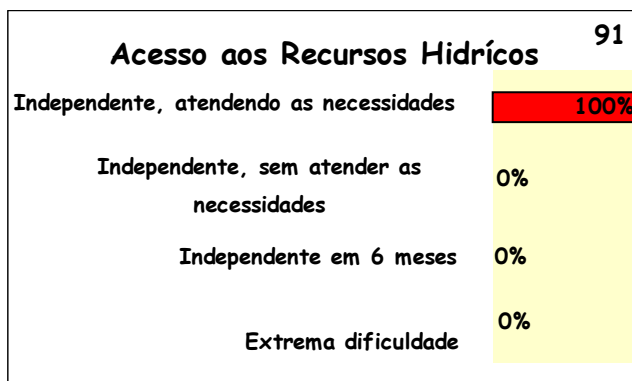 91
Acesso aos Recursos Hidrícos
Independente, atendendo as necessidades
100%
Independente, sem atender as
necessidades
0%
Independente em 6 meses
0%
Extrema dificuldade
0%